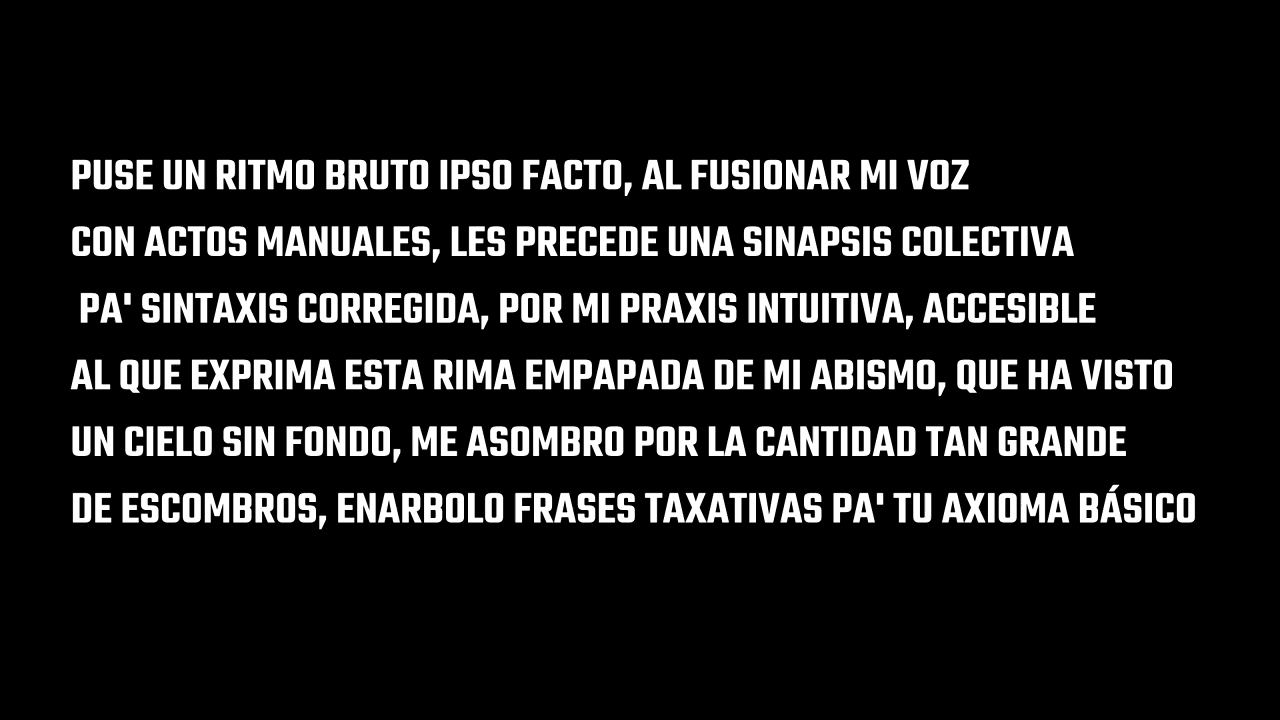 PUSE UN RITMO BRUTO IPSO FACTO, AL FUSIONAR MI VOZ
CON ACTOS MANUALES, LES PRECEDE UNA SINAPSIS COLECTIVA
PA' SINTAXIS CORREGIDA, POR MI PRAXIS INTUITIVA, ACCESIBLE
AL QUE EXPRIMA ESTA RIMA EMPAPADA DE MI ABISMO, QUE HA VISTO
UN CIELO SIN FONDO, ME ASOMBRO POR LA CANTIDAD TAN GRANDE
DE ESCOMBROS, ENARBOLO FRASES TAXATIVAS PA' TU AXIOMA BÁSICO